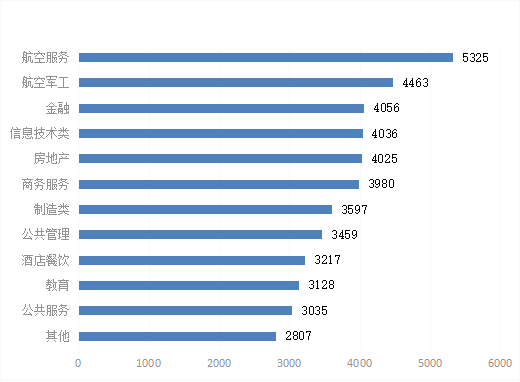 航空服务 5325
航空军工 4463
金融 4056
信息技术类 4036
房地产 4025
商务服务 3980
制造类 3597
公共管理 3459
酒店餐饮 3217
教育 3128
公共服务 3035
其他 2807
0 1000 2000 3000 4000 5000 6000